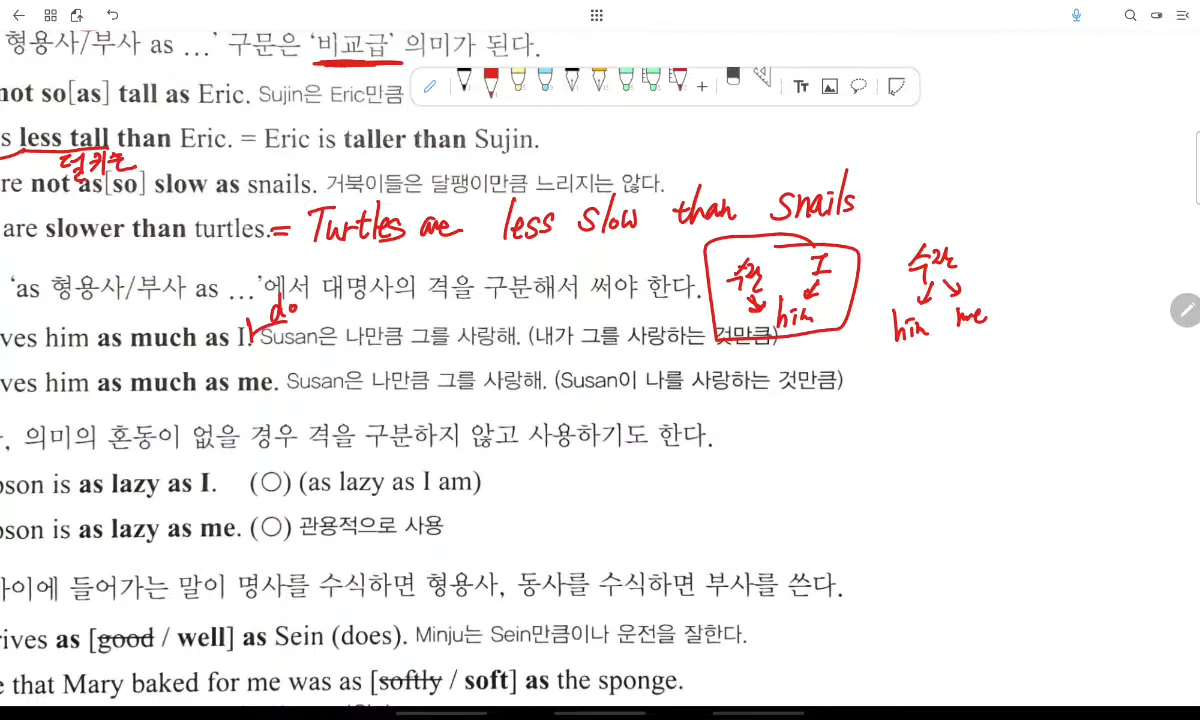 형용사/부사 as …’ 구문은 ‘비교급’ 의미가 된다.
not so[as] tall as Eric. Sujin은 Eric만큼
s less tall than Eric. = Eric is taller than Sujin.
덜 키큰
re not as[so] slow as snails. 거북이들은 달팽이만큼 느리지는 않다.
are slower than turtles. = Turtles are less slow than snails
‘as 형용사/부사 as …’에서 대명사의 격을 구분해서 써야 한다.
수잔 I 수잔
him him me
do
ves him as much as I. Susan은 나만큼 그를 사랑해. (내가 그를 사랑하는 것만큼)
ves him as much as me. Susan은 나만큼 그를 사랑해. (Susan이 나를 사랑하는 것만큼)
, 의미의 혼동이 없을 경우 격을 구분하지 않고 사용하기도 한다.
son is as lazy as I. (○) (as lazy as I am)
son is as lazy as me. (○) 관용적으로 사용
이에 들어가는 말이 명사를 수식하면 형용사, 동사를 수식하면 부사를 쓴다.
rives as [good / well] as Sein (does). Minju는 Sein만큼이나 운전을 잘한다.
e that Mary baked for me was as [softly / soft] as the sponge.